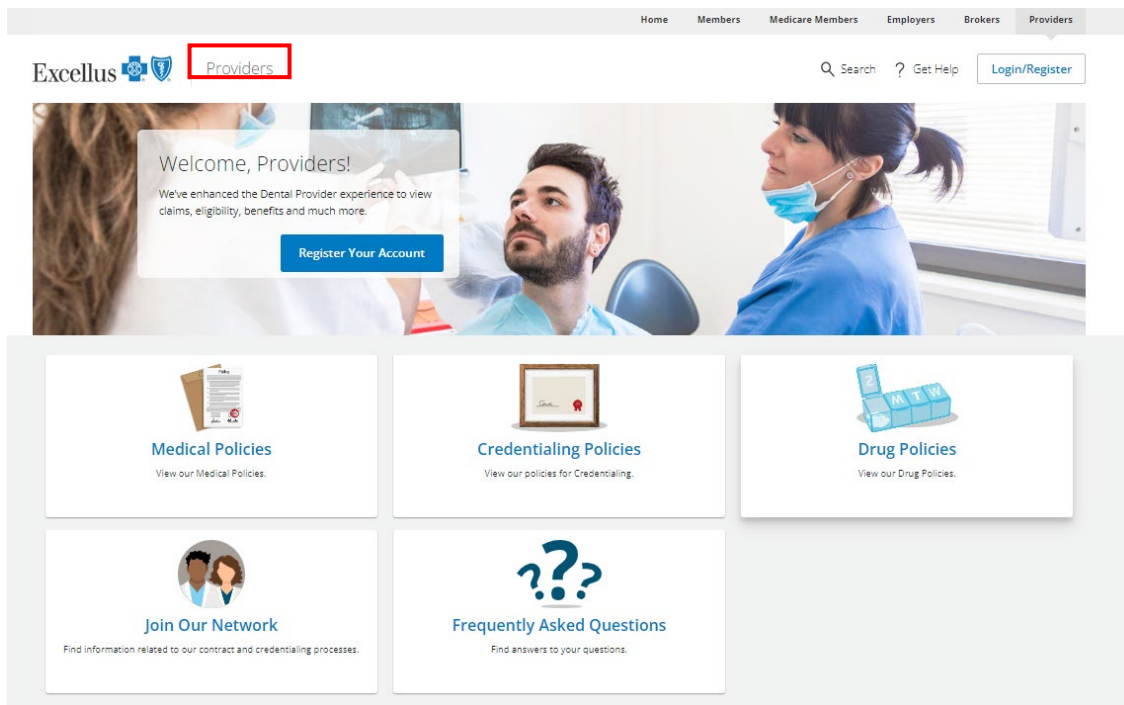 Home Members Medicare Members Employers Brokers Providers
Excellus Providers Search ? Get Help Login/Register
Welcome, Providers!
We've enhanced the Dental Provider experience to view
claims, eligibility, benefits and much more.
Register Your Account
Policy
2 M T W
Medical Policies Credentialing Policies Drug Policies
View our Medical Policies. View our policies for Credentialing. View our Drug Policies.
???
Join Our Network Frequently Asked Questions
Find information related to our contract and credentialing processes. Find answers to your questions.